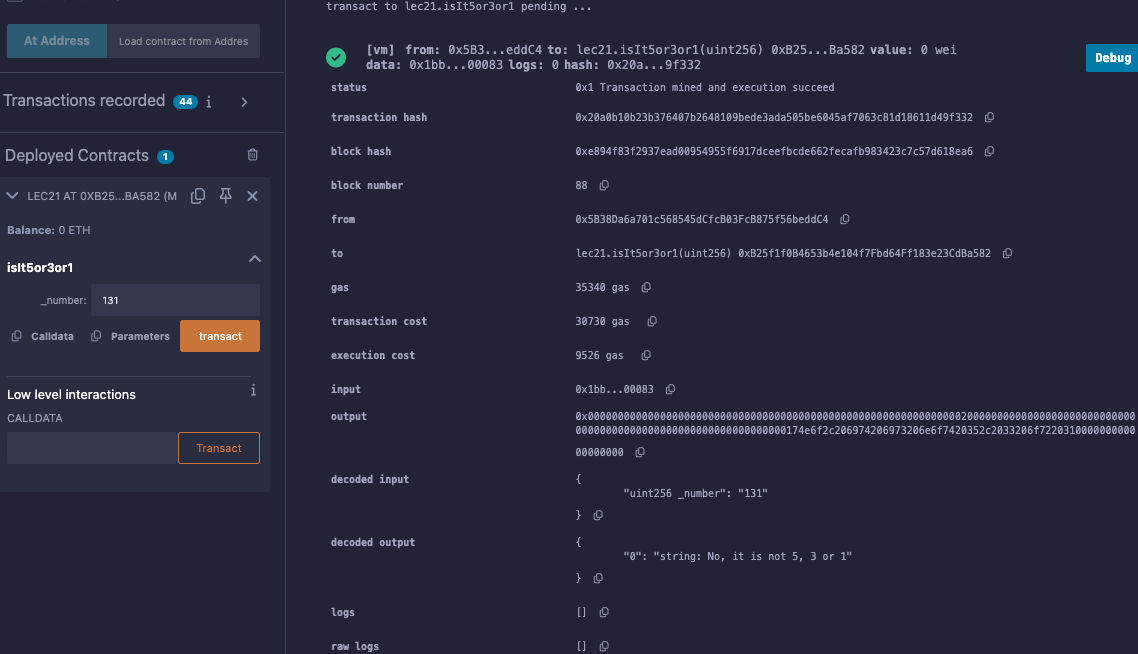 At Address
Load contract from Addres
Transactions recorded 44 i
Deployed Contracts 1
LEC21 AT 0XB25...BA582 (M
Balance: 0 ETH
isIt5or3or1
_number: 131
Calldata Parameters transact
Low level interactions i
CALLDATA
Transact
transact to lec21.isIt5or3or1 pending ...
[vm] from: 0x5B3...eddC4 to: lec21.isIt5or3or1(uint256) 0xB25...Ba582 value: 0 wei
data: 0x1bb...00083 logs: 0 hash: 0x20a...9f332
Debug
status 0x1 Transaction mined and execution succeed
transaction hash 0x20a0b10b23b376407b2648109bede3ada505be6045af7063c81d18611d49f332
block hash 0xe894f83f2937ead00954955f6917dceefbcde662fecafb983423c7c57d618ea6
block number 88
from 0x5B38Da6a701c568545dCfcB03FcB875f56beddC4
to lec21.isIt5or3or1(uint256) 0xB25f1f0B4653b4e104f7Fbd64Ff183e23CdBa582
gas 35340 gas
transaction cost 30730 gas
execution cost 9526 gas
input 0x1bb...00083
output
00000000
decoded input {
"uint256 _number": "131"
}
decoded output {
"0": "string: No, it is not 5, 3 or 1"
}
logs []
raw logs []